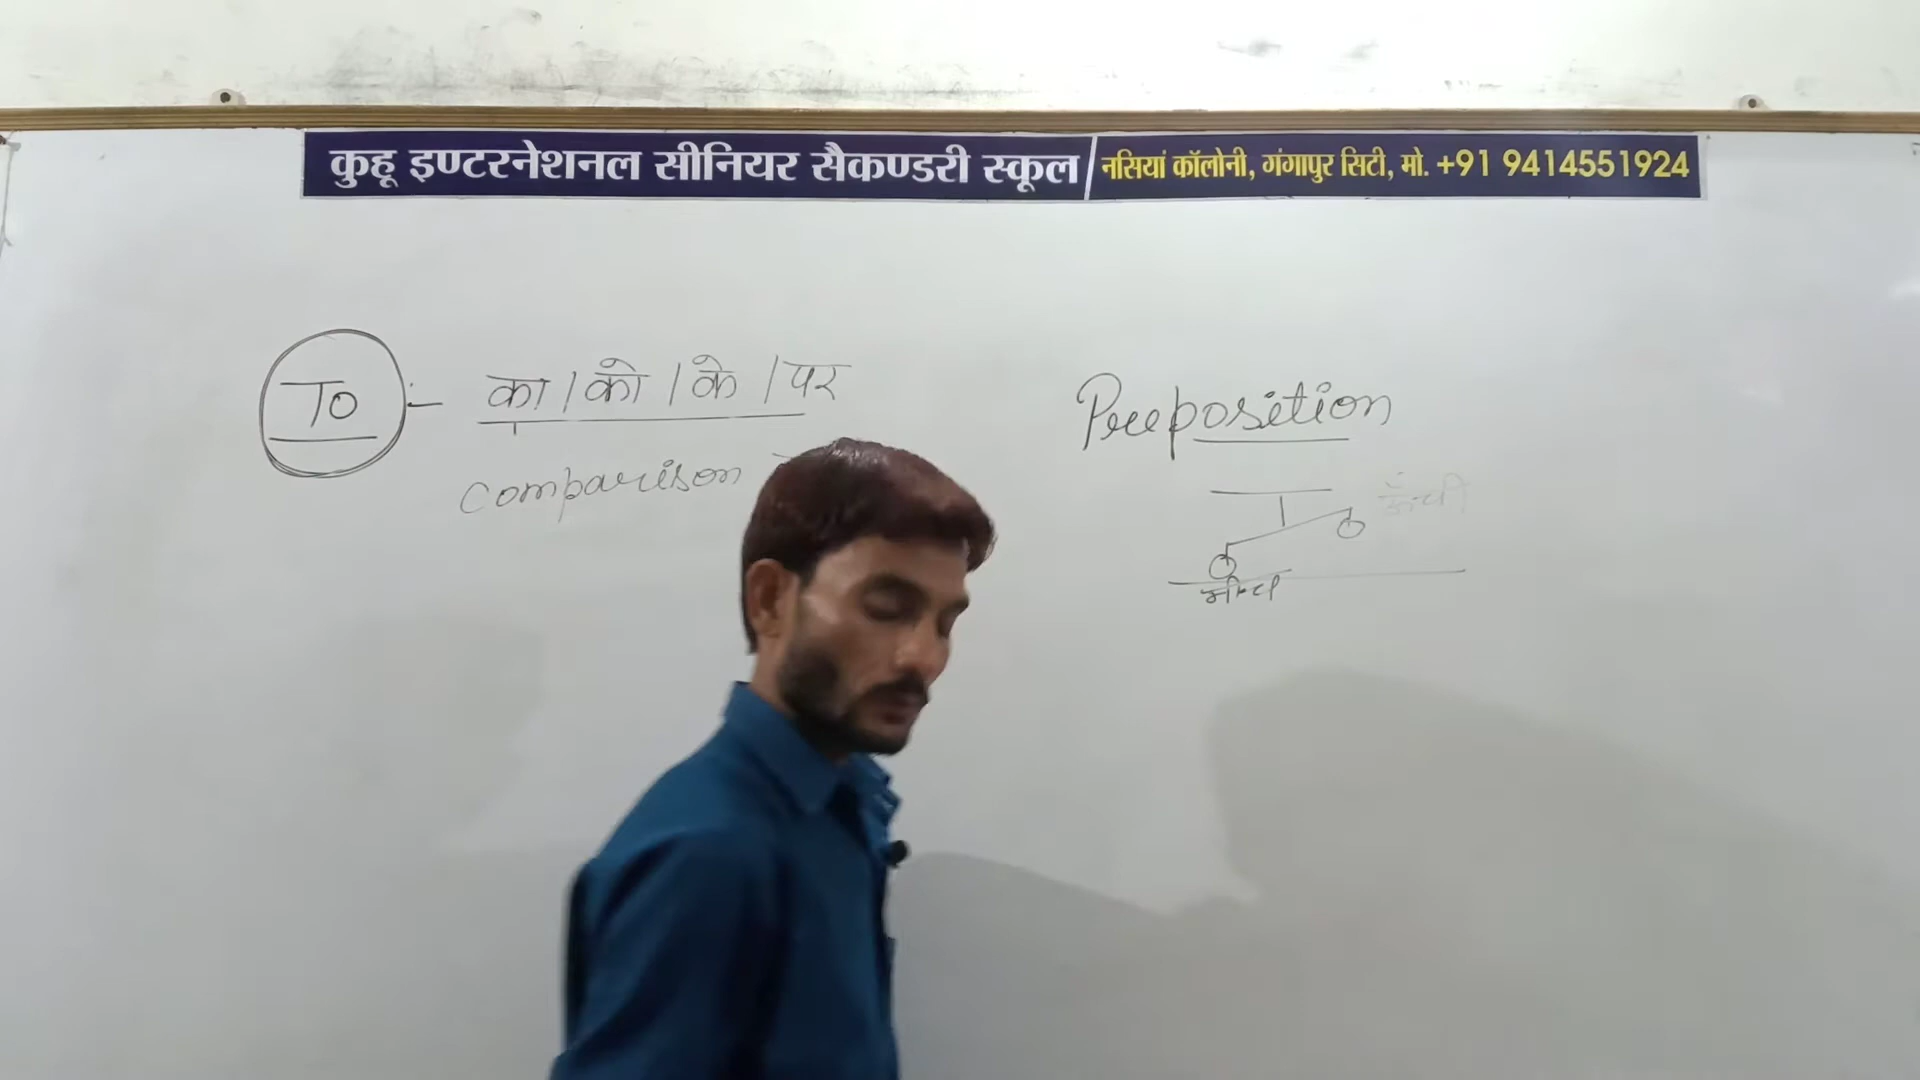 कुहू इण्टरनेशनल सीनियर सैकण्डरी स्कूल नसियां कॉलोनी, गंगापुर सिटी, मो. +91 9414551924
To :- का / को / के / पर
comparison
Preposition